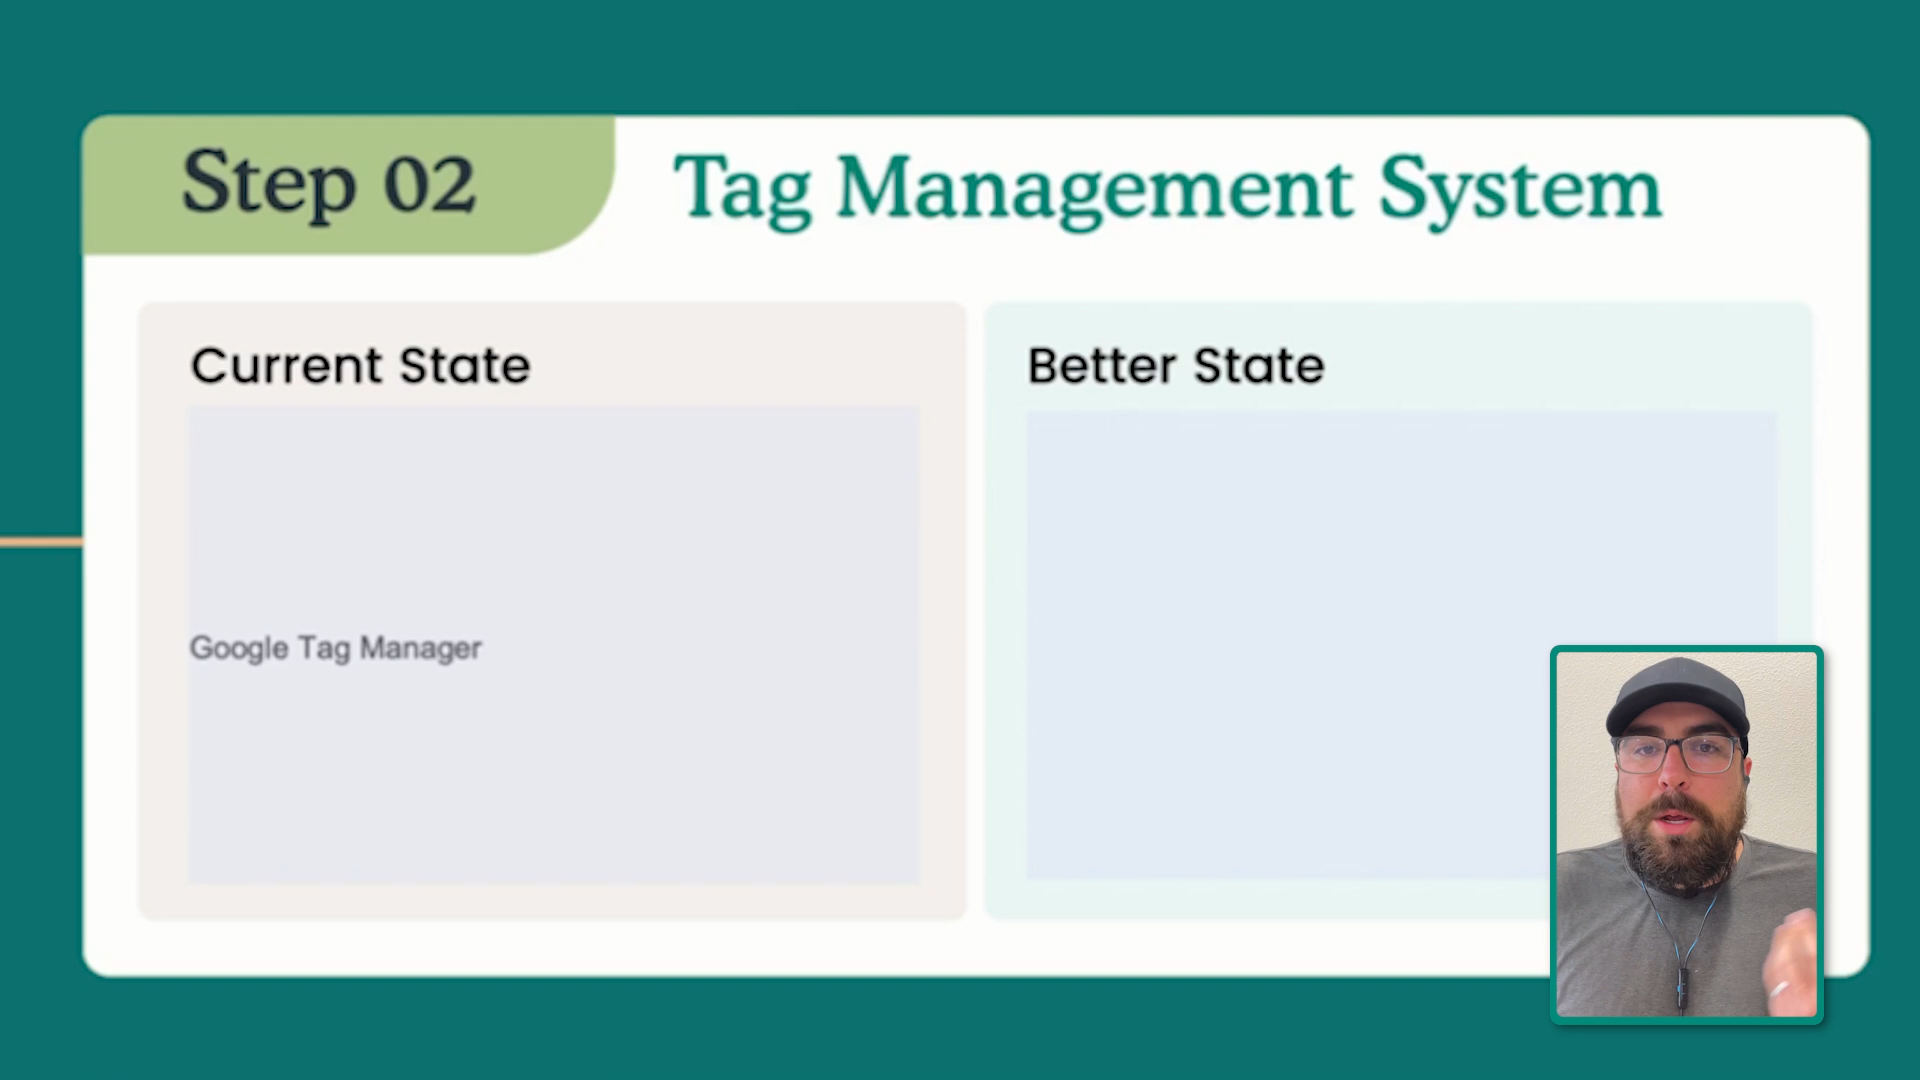 Step 02
Tag Management System
Current State
Better State
Google Tag Manager